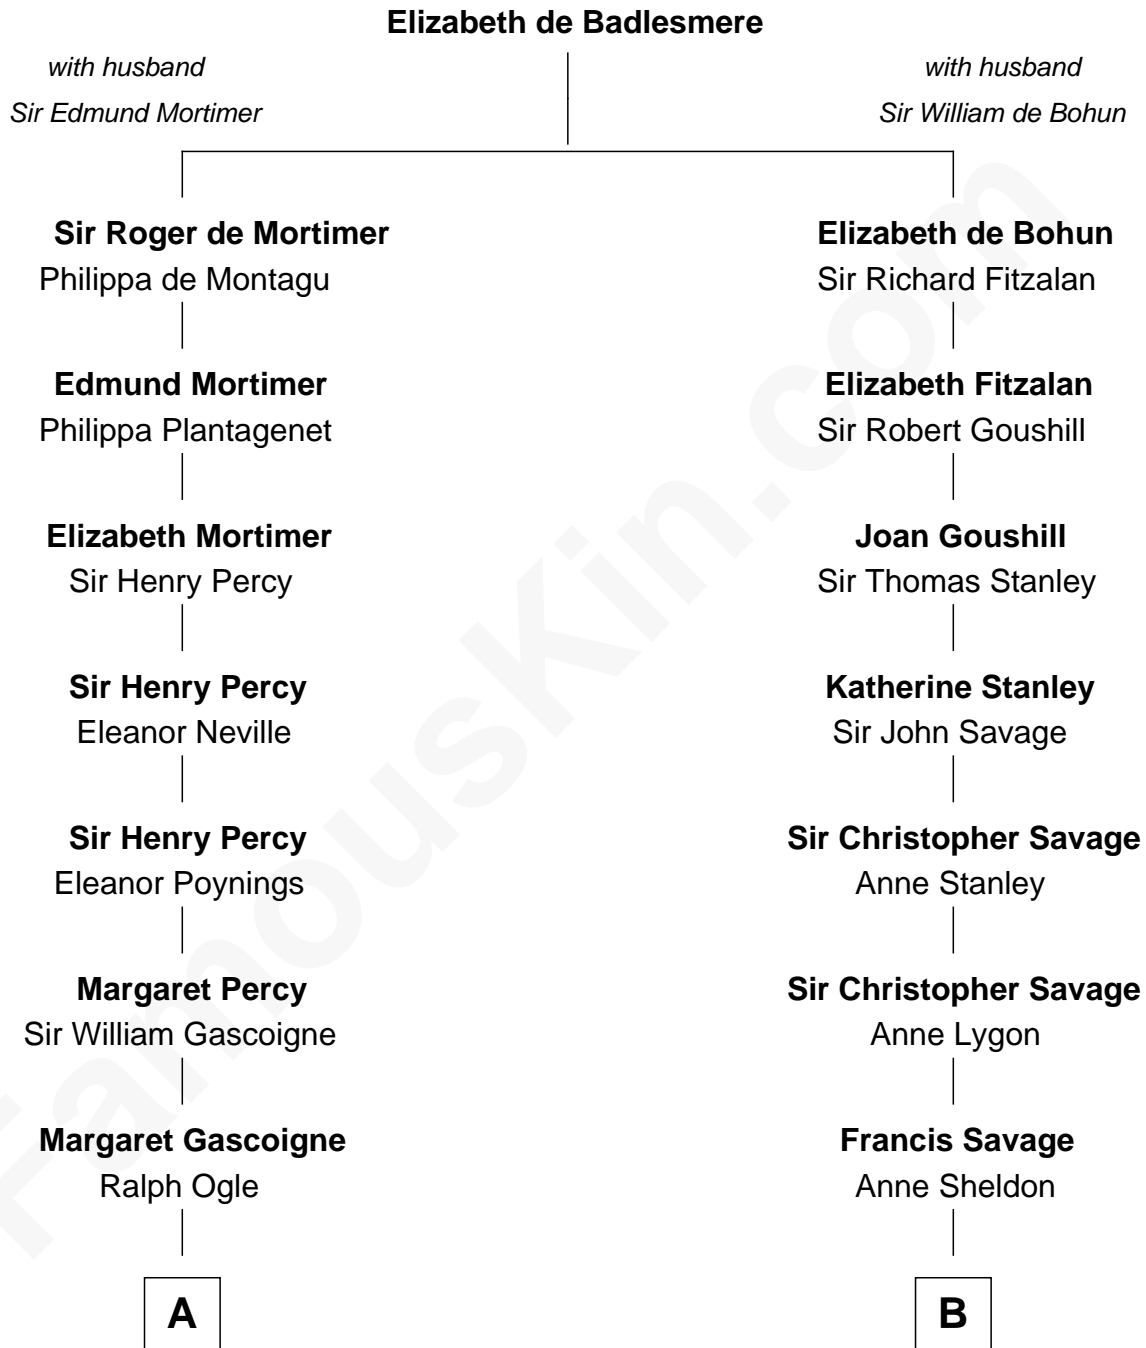 Elizabeth de Badlesmere
with husband
Sir Edmund Mortimer
with husband
Sir William de Bohun
Sir Roger de Mortimer
Philippa de Montagu
Elizabeth de Bohun
Sir Richard Fitzalan
Edmund Mortimer
Philippa Plantagenet
Elizabeth Fitzalan
Sir Robert Goushill
Elizabeth Mortimer
Sir Henry Percy
Joan Goushill
Sir Thomas Stanley
Sir Henry Percy
Eleanor Neville
Katherine Stanley
Sir John Savage
Sir Henry Percy
Eleanor Poynings
Sir Christopher Savage
Anne Stanley
Margaret Percy
Sir William Gascoigne
Sir Christopher Savage
Anne Lygon
Margaret Gascoigne
Ralph Ogle
Francis Savage
Anne Sheldon
A
B
FamousKin.com